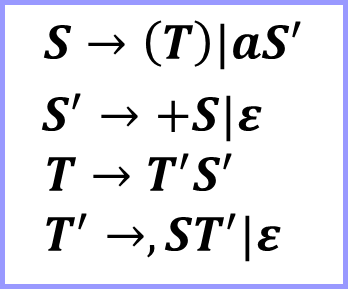 S → (T)|aS′
S′ → +S|ε
T → T′S′
T′ →,ST′|ε